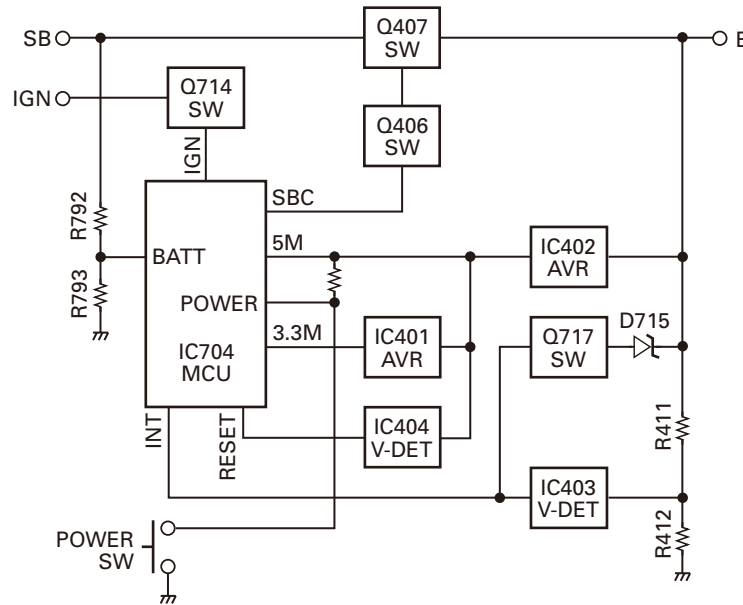 SB
Q407
SW
B
IGN
Q714
SW
Q406
SW
IGN
SBC
R792
5M
BATT
IC402
AVR
R793
POWER
3.3M
IC401
AVR
Q717
SW
D715
IC704
MCU
R411
INT
RESET
IC404
V-DET
IC403
V-DET
R412
POWER
SW